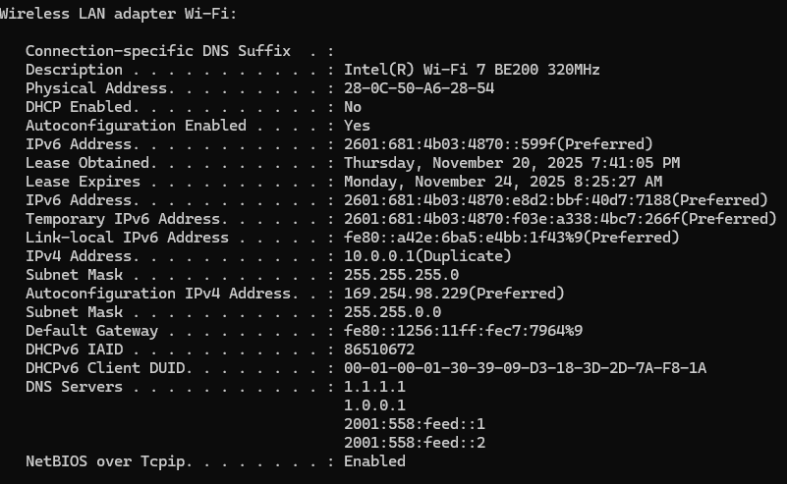 Wireless LAN adapter Wi-Fi:
Connection-specific DNS Suffix  . :
Description . . . . . . . . . . . : Intel(R) Wi-Fi 7 BE200 320MHz
Physical Address. . . . . . . . . : 28-0C-50-A6-28-54
DHCP Enabled. . . . . . . . . . . : No
Autoconfiguration Enabled . . . . : Yes
IPv6 Address. . . . . . . . . . . : 2601:681:4b03:4870::599f(Preferred)
Lease Obtained. . . . . . . . . . : Thursday, November 20, 2025 7:41:05 PM
Lease Expires . . . . . . . . . . : Monday, November 24, 2025 8:25:27 AM
IPv6 Address. . . . . . . . . . . : 2601:681:4b03:4870:e8d2:bbf:40d7:7188(Preferred)
Temporary IPv6 Address. . . . . . : 2601:681:4b03:4870:f03e:a338:4bc7:266f(Preferred)
Link-local IPv6 Address . . . . . : fe80::a42e:6ba5:e4bb:1f43%9(Preferred)
IPv4 Address. . . . . . . . . . . : 10.0.0.1(Duplicate)
Subnet Mask . . . . . . . . . . . : 255.255.255.0
Autoconfiguration IPv4 Address. . : 169.254.98.229(Preferred)
Subnet Mask . . . . . . . . . . . : 255.255.0.0
Default Gateway . . . . . . . . . : fe80::1256:11ff:fec7:7964%9
DHCPv6 IAID . . . . . . . . . . . : 86510672
DHCPv6 Client DUID. . . . . . . . : 00-01-00-01-30-39-09-D3-18-3D-2D-7A-F8-1A
DNS Servers . . . . . . . . . . . : 1.1.1.1
1.0.0.1
2001:558:feed::1
2001:558:feed::2
NetBIOS over Tcpip. . . . . . . . : Enabled